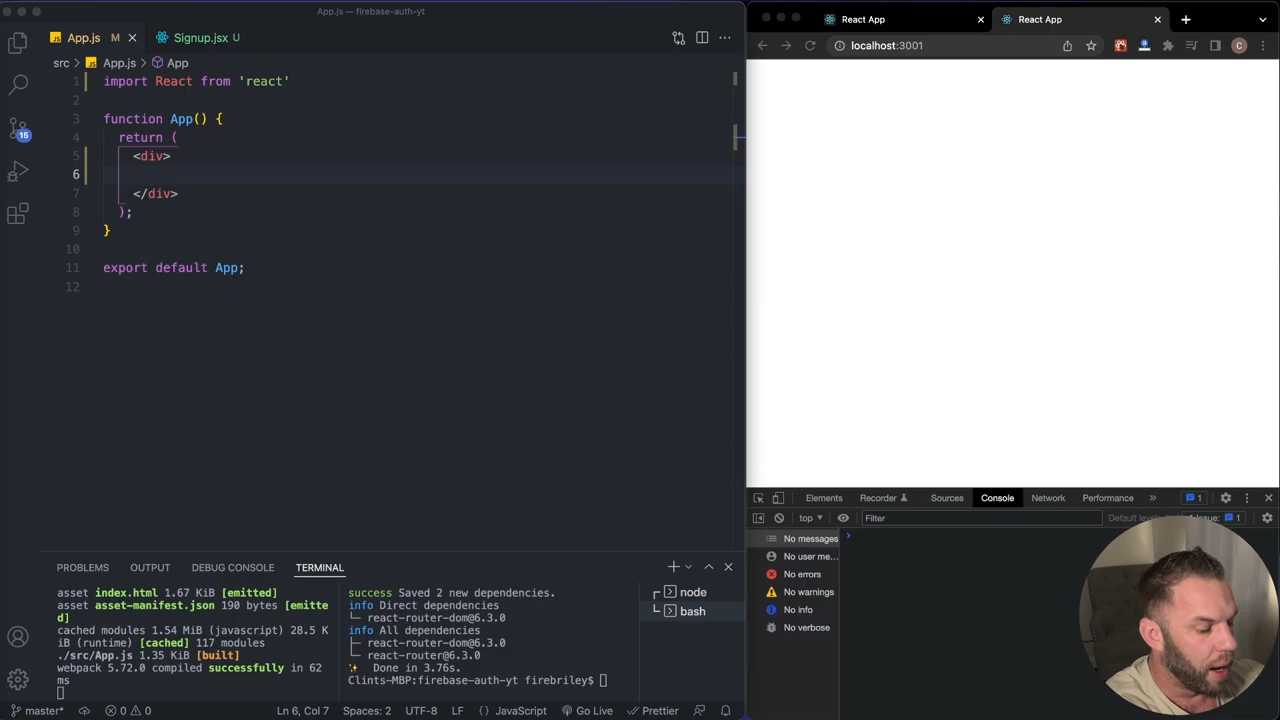 App.js — firebase-auth-yt
App.js M
Signup.jsx U
src > App.js > App
1 import React from 'react'
2
3 function App() {
4 return (
5 <div>
6
7 </div>
8 );
9 }
10
11 export default App;
12
15
PROBLEMS OUTPUT DEBUG CONSOLE TERMINAL
asset index.html 1.67 KiB [emitted]
asset asset-manifest.json 190 bytes [emitte
d]
cached modules 1.54 MiB (javascript) 28.5 K
iB (runtime) [cached] 117 modules
./src/App.js 1.35 KiB [built]
webpack 5.72.0 compiled successfully in 62
ms
success Saved 2 new dependencies.
info Direct dependencies
└─ react-router-dom@6.3.0
info All dependencies
├─ react-router-dom@6.3.0
└─ react-router@6.3.0
✨ Done in 3.76s.
Clints-MBP:firebase-auth-yt firebriley$
node
bash
master* 0 0 Ln 6, Col 7 Spaces: 2 UTF-8 LF {} JavaScript Go Live Prettier
React App
React App
localhost:3001
C
Elements Recorder Sources Console Network Performance » 1
top Filter Default levels Issue: 1
No messages
No user me...
No errors
No warnings
No info
No verbose